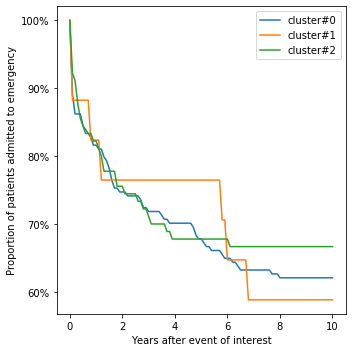 cluster#0
cluster#1
cluster#2
100%
90%
80%
70%
60%
Proportion of patients admitted to emergency
0
2
4
6
8
10
Years after event of interest